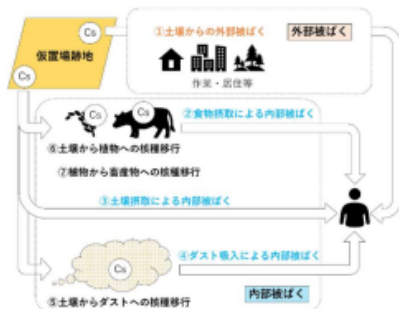 Cs
①土壌からの外部被ばく
外部被ばく
仮置場跡地
Cs
作業・居住等
Cs
Cs
②食物摂取による内部被ばく
⑥土壌から植物への核種移行
⑦植物から畜産物への核種移行
③土壌摂取による内部被ばく
④ダスト吸入による内部被ばく
Cs
⑤土壌からダストへの核種移行
内部被ばく